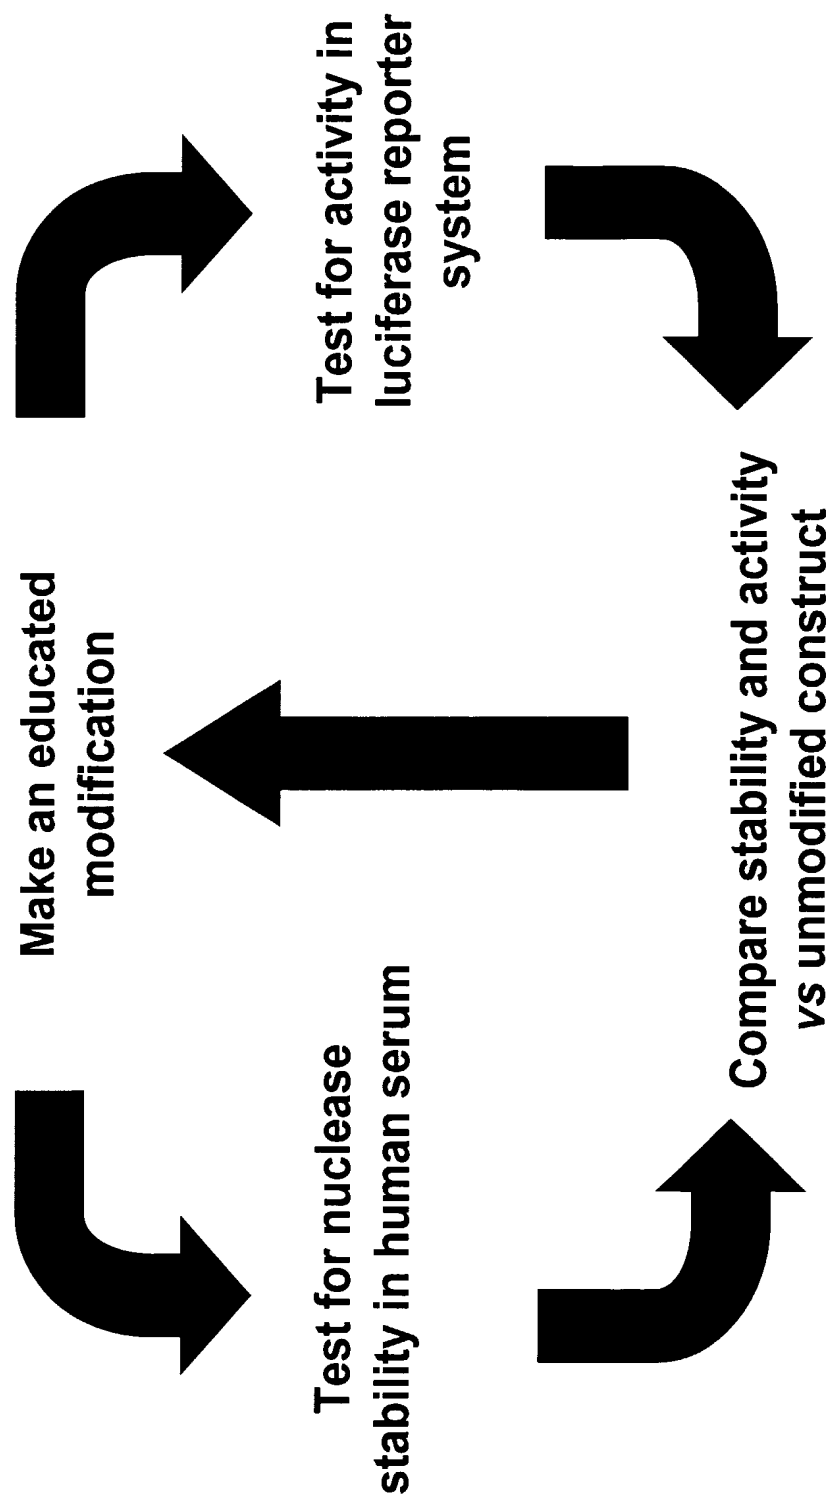 Make an educated
modification
Test for nuclease
stability in human serum
Test for activity in
luciferase reporter
system
Compare stability and activity
vs unmodified construct